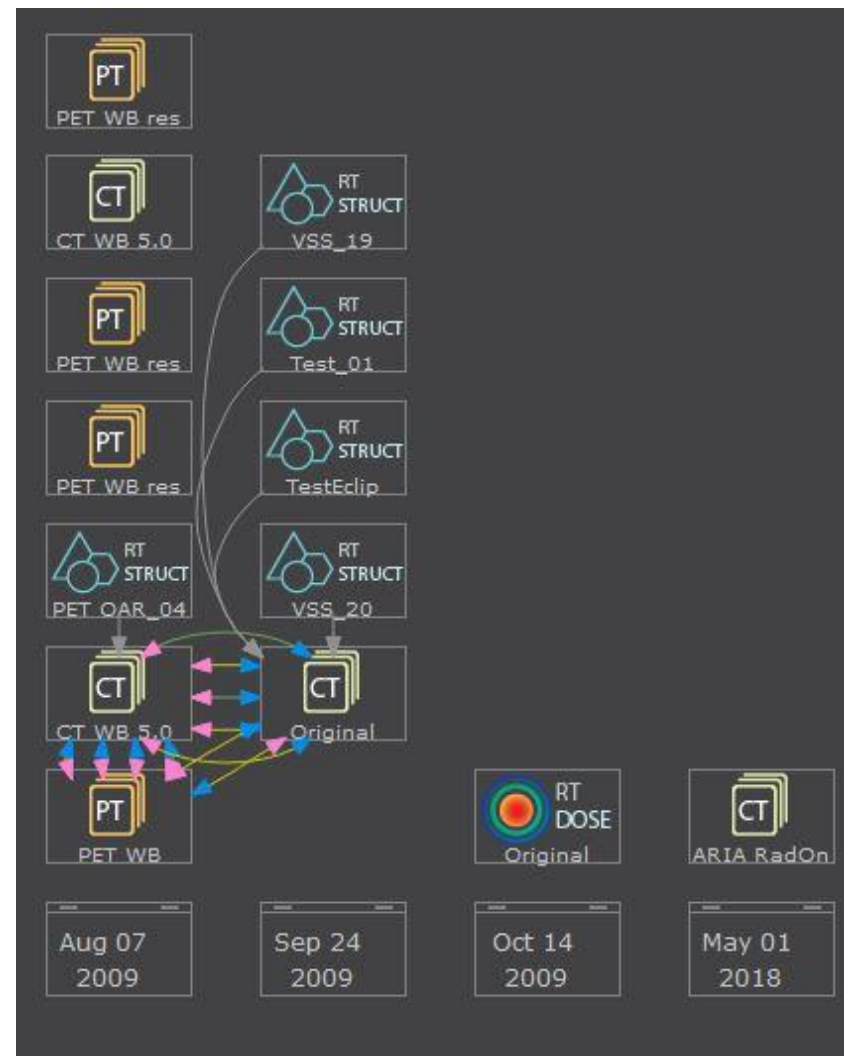 PT
PET WB res
CT
CT WB 5.0
RT
STRUCT
VSS_19
PT
PET WB res
RT
STRUCT
Test_01
PT
PET WB res
RT
STRUCT
TestEclip
RT
STRUCT
PET OAR_04
RT
STRUCT
VSS_20
CT
CT WB 5.0
CT
Original
PT
PET WB
RT
DOSE
Original
CT
ARIA RadOn
Aug 07
2009
Sep 24
2009
Oct 14
2009
May 01
2018